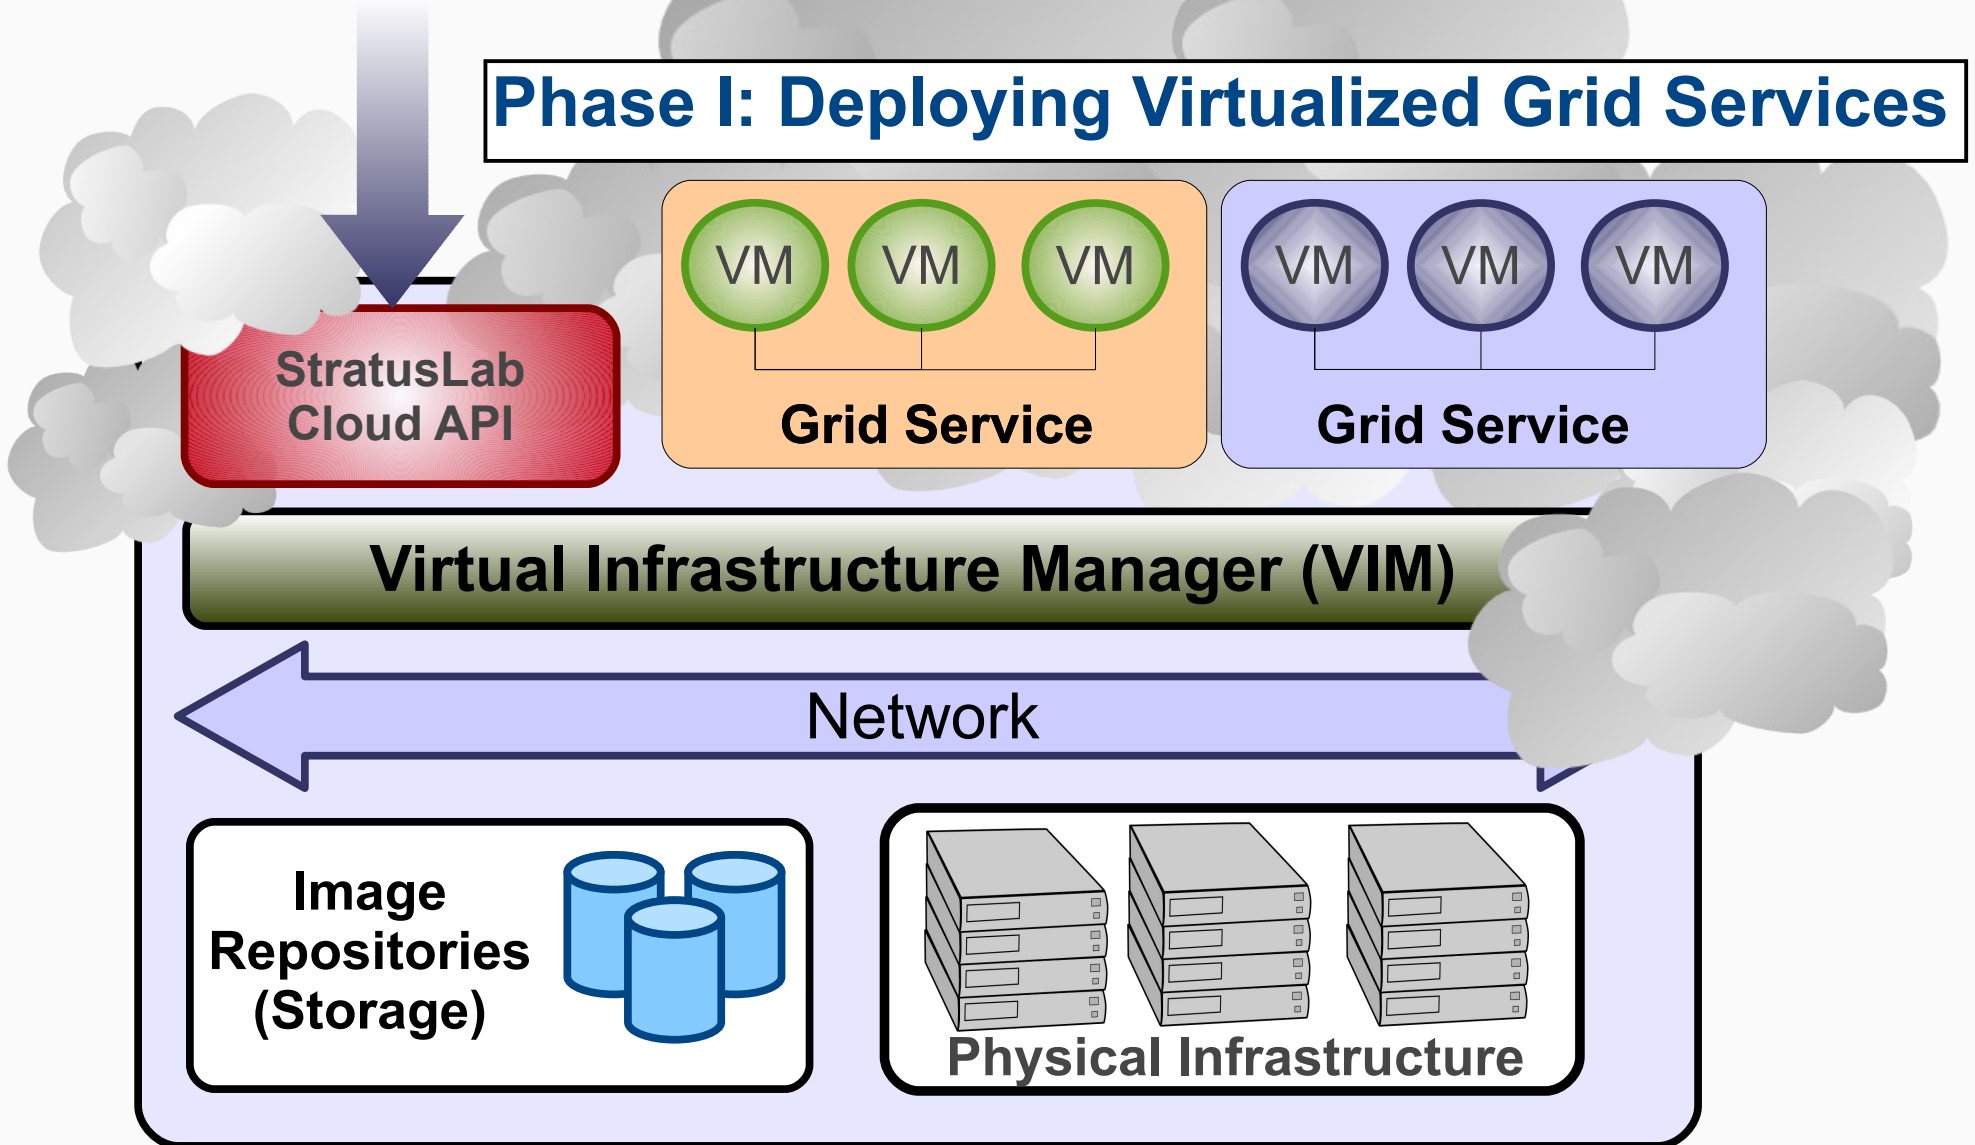 Phase I: Deploying Virtualized Grid Services
VM VM VM VM VM VM
StratusLab
Cloud API
Grid Service Grid Service
Virtual Infrastructure Manager (VIM)
Network
Image
Repositories
(Storage)
Physical Infrastructure